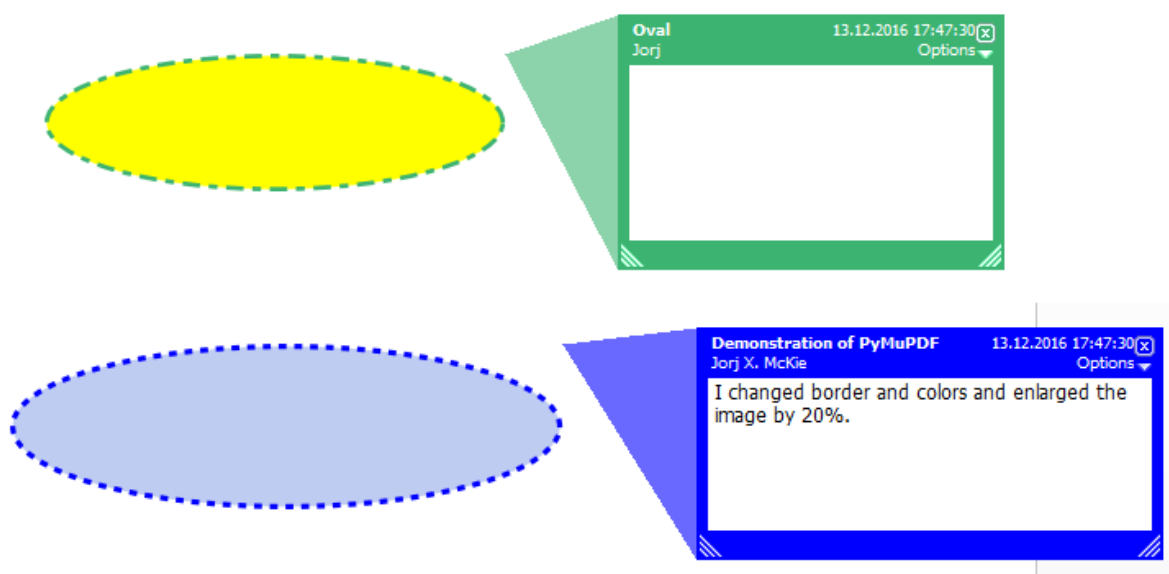 Oval 13.12.2016 17:47:30
Jorj Options
Demonstration of PyMuPDF 13.12.2016 17:47:30
Jorj X. McKie Options
I changed border and colors and enlarged the
image by 20%.